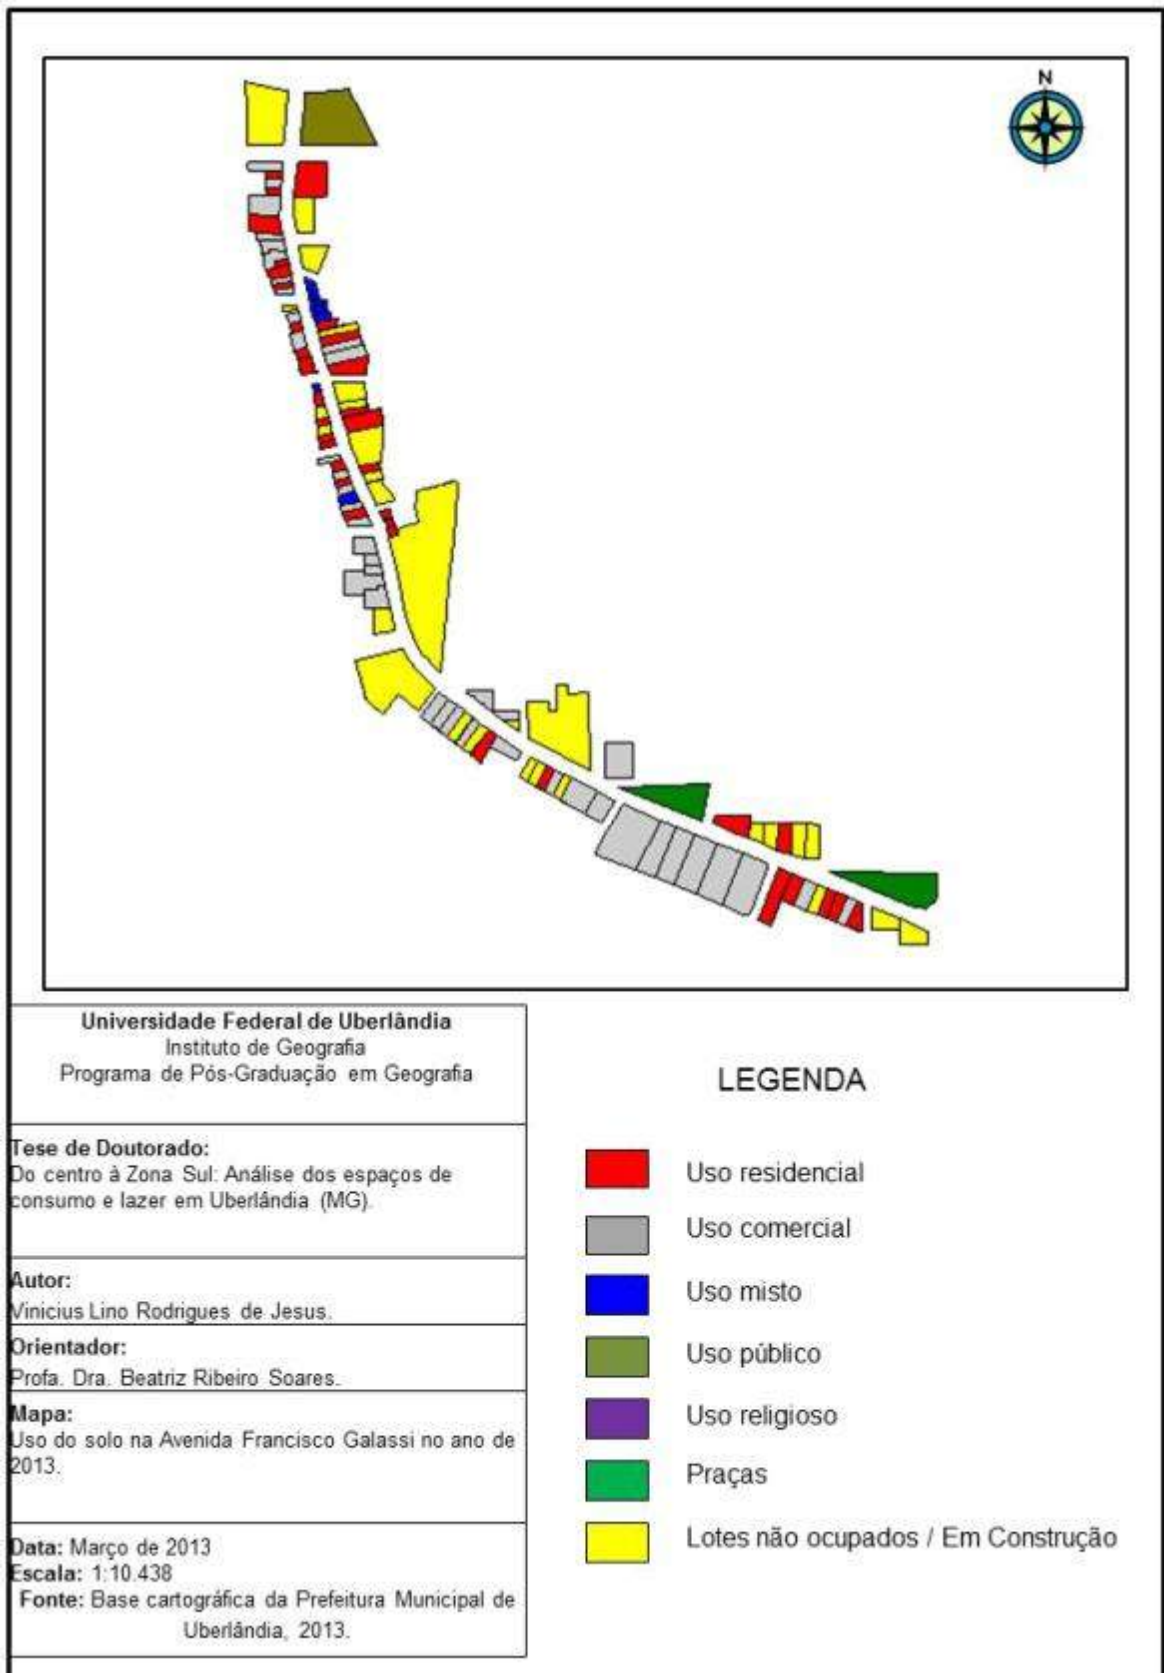 N
Universidade Federal de Uberlândia
Instituto de Geografia
Programa de Pós-Graduação em Geografia
Tese de Doutorado:
Do centro à Zona Sul: Análise dos espaços de
consumo e lazer em Uberlândia (MG).
Autor:
Vinicius Lino Rodrigues de Jesus.
Orientador:
Profa. Dra. Beatriz Ribeiro Soares.
Mapa:
Uso do solo na Avenida Francisco Galassi no ano de
2013.
Data: Março de 2013
Escala: 1:10.438
Fonte: Base cartográfica da Prefeitura Municipal de
Uberlândia, 2013.
LEGENDA
Uso residencial
Uso comercial
Uso misto
Uso público
Uso religioso
Praças
Lotes não ocupados / Em Construção